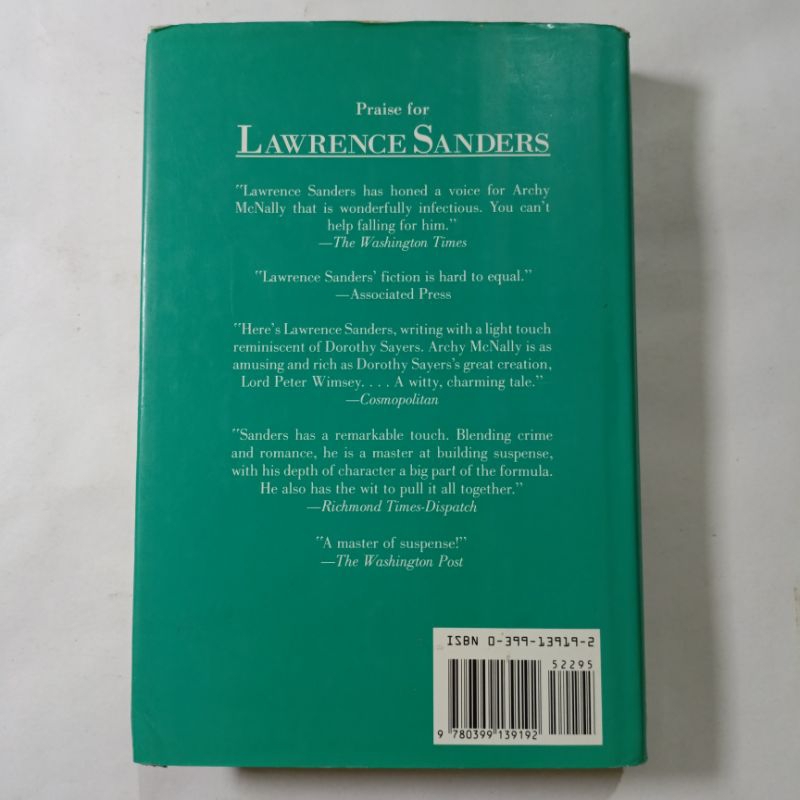 Praise for
LAWRENCE SANDERS
"Lawrence Sanders has honed a voice for Archy
McNally that is wonderfully infectious. You can't
help falling for him."
—The Washington Times
"Lawrence Sanders' fiction is hard to equal."
—Associated Press
"Here's Lawrence Sanders, writing with a light touch
reminiscent of Dorothy Sayers. Archy McNally is as
amusing and rich as Dorothy Sayers's great creation,
Lord Peter Wimsey. . . . A witty, charming tale."
—Cosmopolitan
"Sanders has a remarkable touch. Blending crime
and romance, he is a master at building suspense,
with his depth of character a big part of the formula.
He also has the wit to pull it all together."
—Richmond Times-Dispatch
"A master of suspense!"
—The Washington Post
ISBN 0-399-13919-2
52295
9 780399 139192